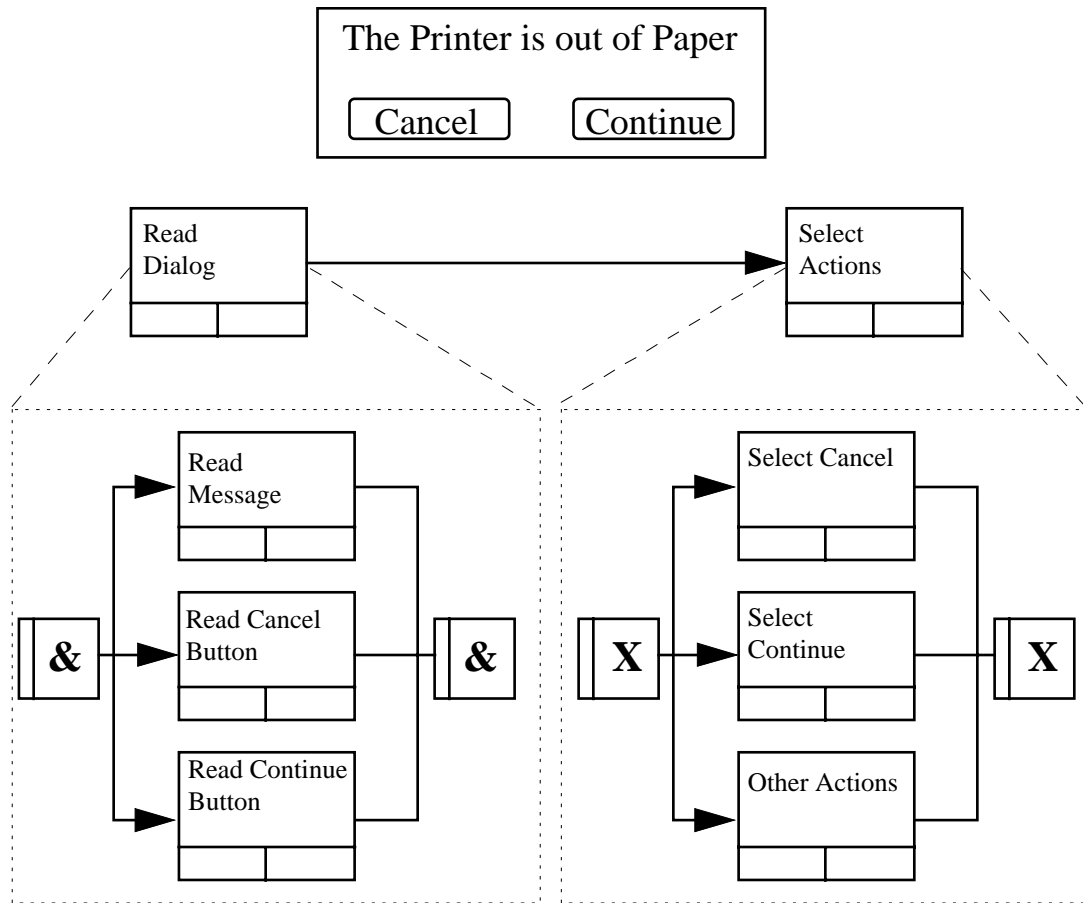 The Printer is out of Paper
Cancel
Continue
Read
Dialog
Select
Actions
Read
Message
Read Cancel
Button
Read Continue
Button
&
&
Select Cancel
Select
Continue
Other Actions
X
X